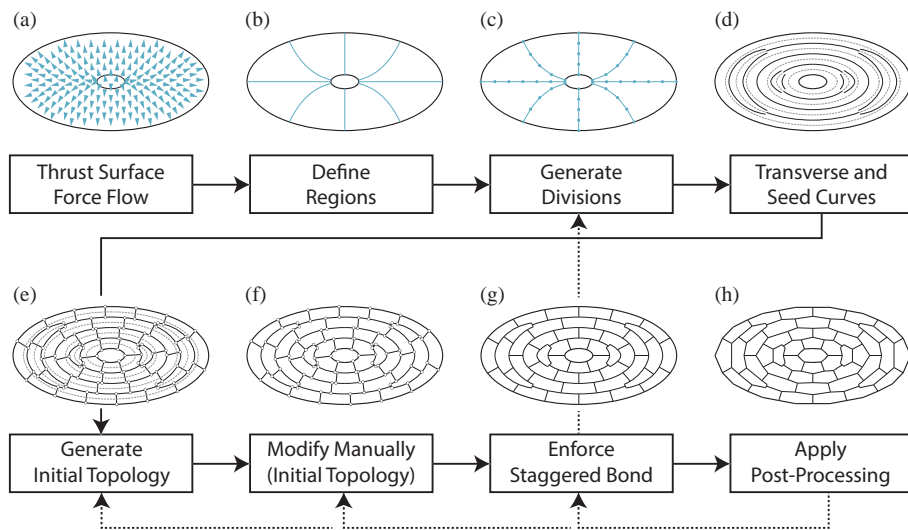 (a)
(b)
(c)
(d)
Thrust Surface
Force Flow
Define
Regions
Generate
Divisions
Transverse and
Seed Curves
(e)
(f)
(g)
(h)
Generate
Initial Topology
Modify Manually
(Initial Topology)
Enforce
Staggered Bond
Apply
Post-Processing